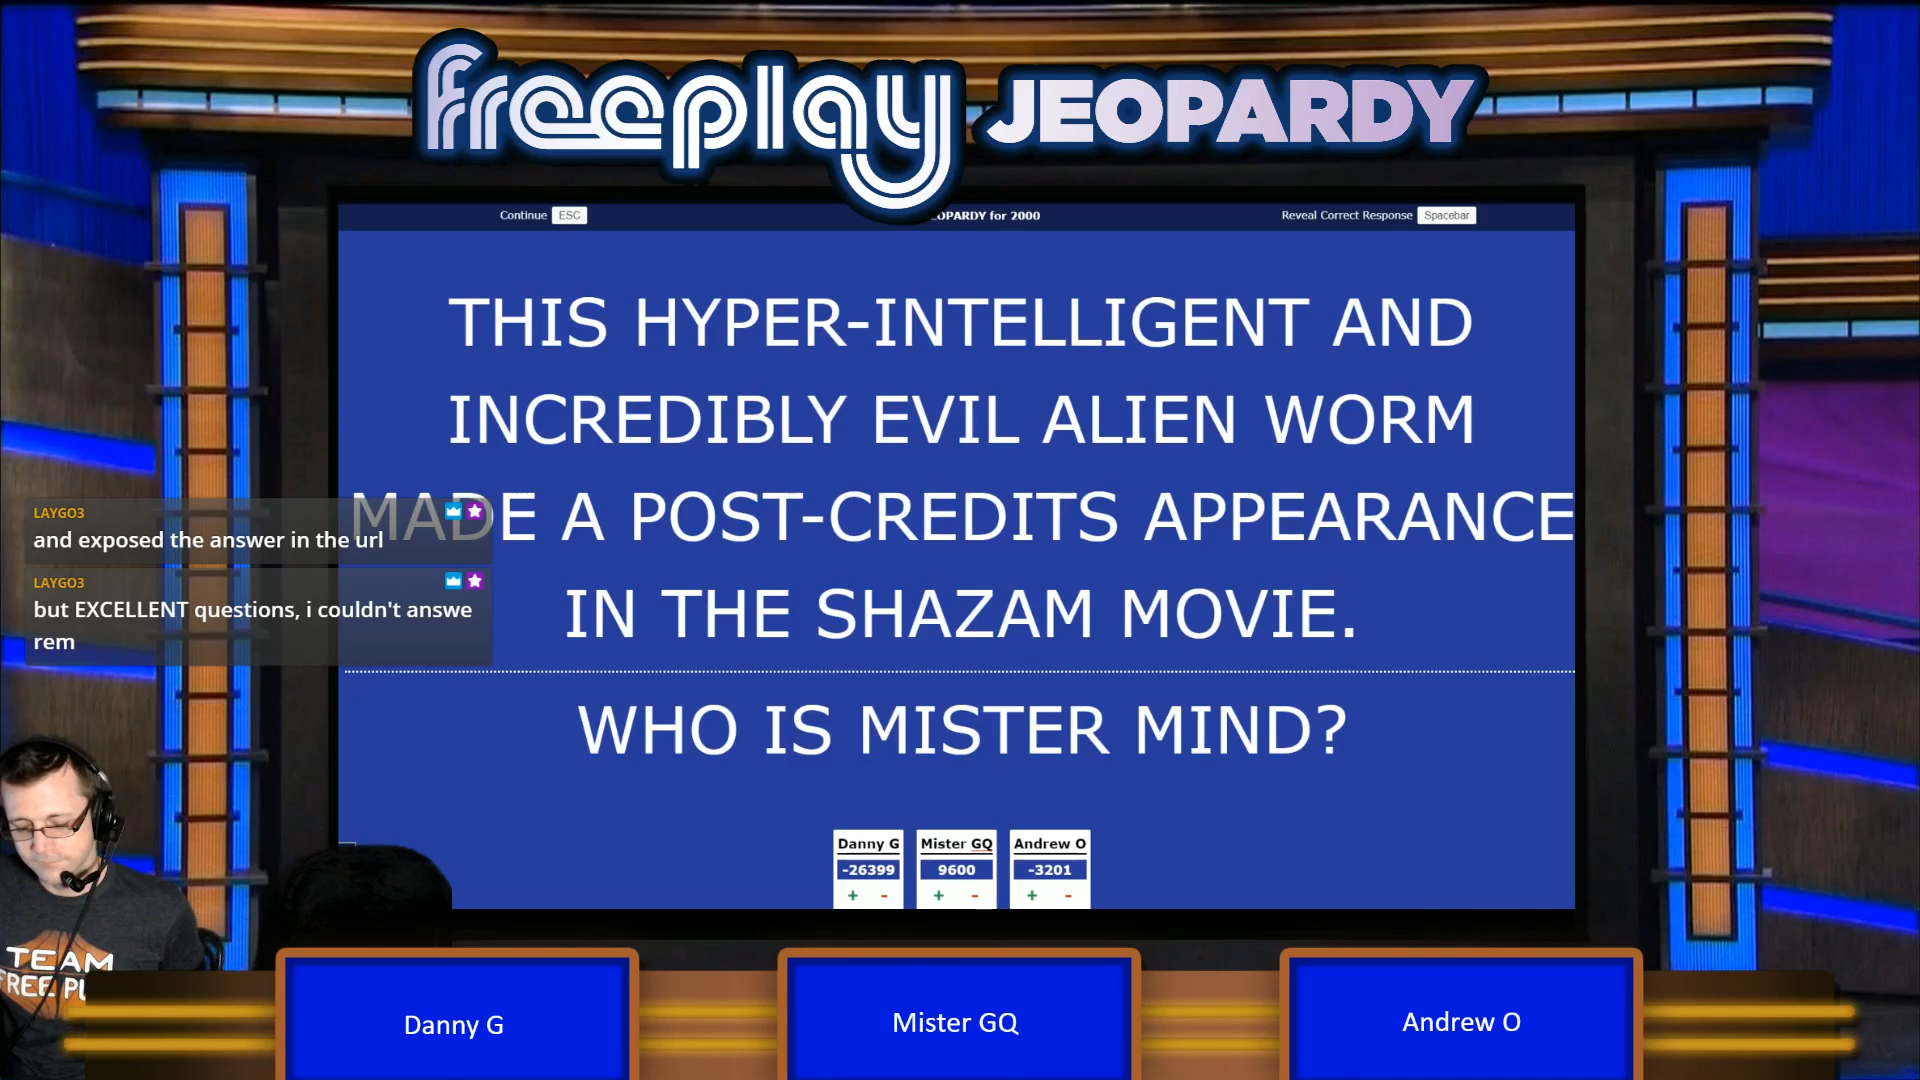 freeplay JEOPARDY
Continue ESC
OPARDY for 2000
Reveal Correct Response Spacebar
THIS HYPER-INTELLIGENT AND
INCREDIBLY EVIL ALIEN WORM
MADE A POST-CREDITS APPEARANCE
IN THE SHAZAM MOVIE.
WHO IS MISTER MIND?
LAYGO3
and exposed the answer in the url
LAYGO3
but EXCELLENT questions, i couldn't answe
rem
Danny G
-26399
+ -
Mister GQ
9600
+ -
Andrew O
-3201
+ -
TEAM
FREE PL
Danny G
Mister GQ
Andrew O